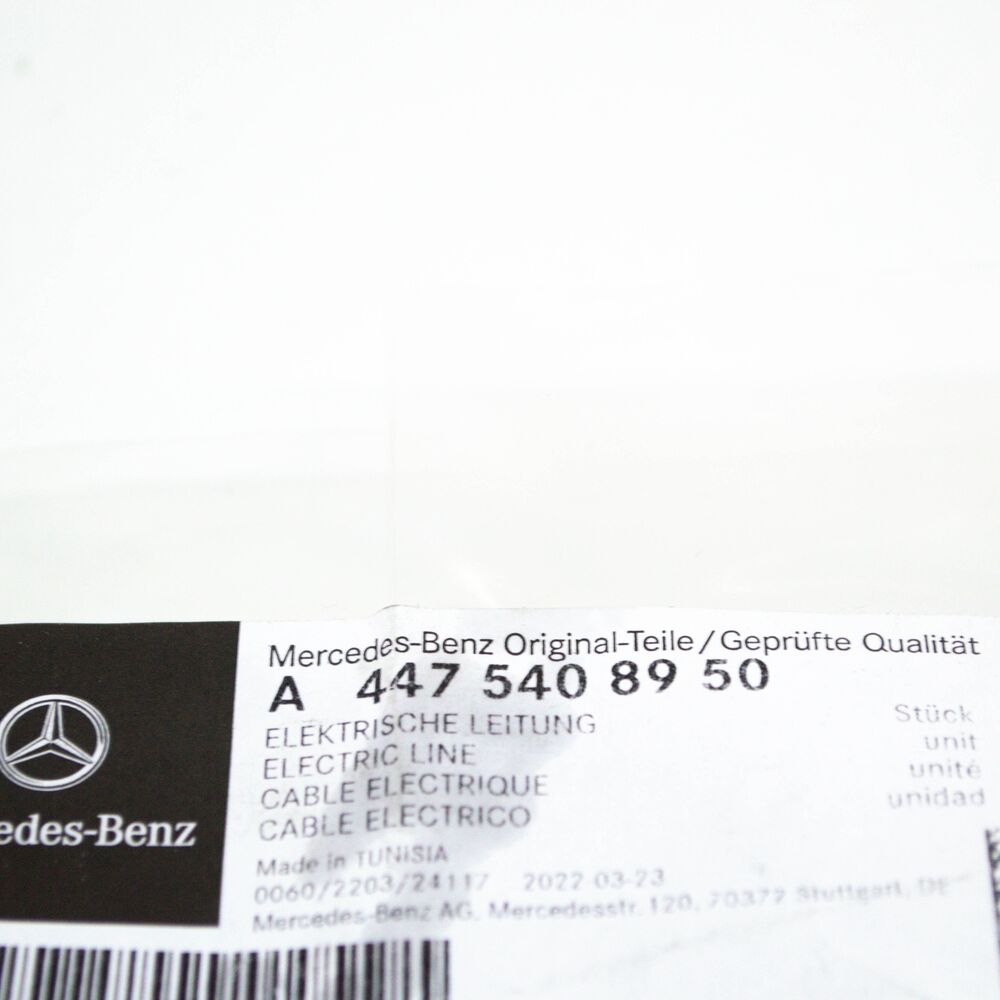 Mercedes-Benz Original-Teile/Geprüfte Qualität
A 447 540 89 50
ELEKTRISCHE LEITUNG
ELECTRIC LINE
CABLE ELECTRIQUE
CABLE ELECTRICO
Stück
unit
unité
unidad
Made in TUNISIA
0060/2203/24117 2022-03-23
Mercedes-Benz AG, Mercedesstr. 120, 70372 Stuttgart, DE
edes-Benz